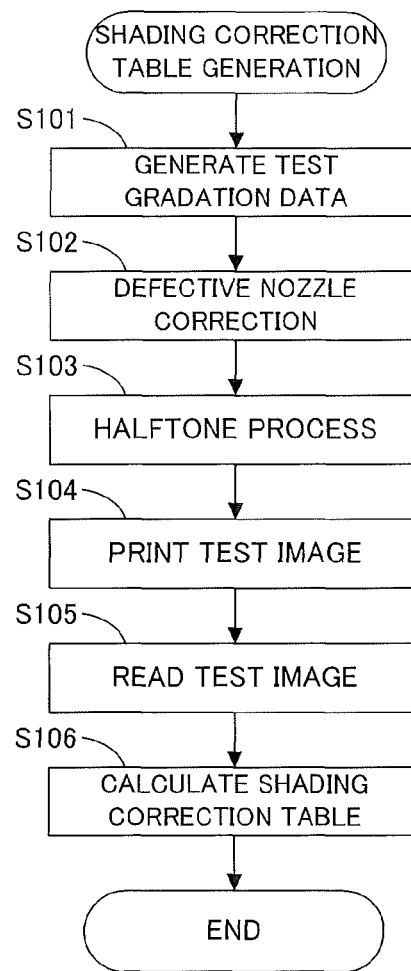 SHADING CORRECTION
TABLE GENERATION
S101
GENERATE TEST
GRADATION DATA
S102
DEFECTIVE NOZZLE
CORRECTION
S103
HALFTONE PROCESS
S104
PRINT TEST IMAGE
S105
READ TEST IMAGE
S106
CALCULATE SHADING
CORRECTION TABLE
END